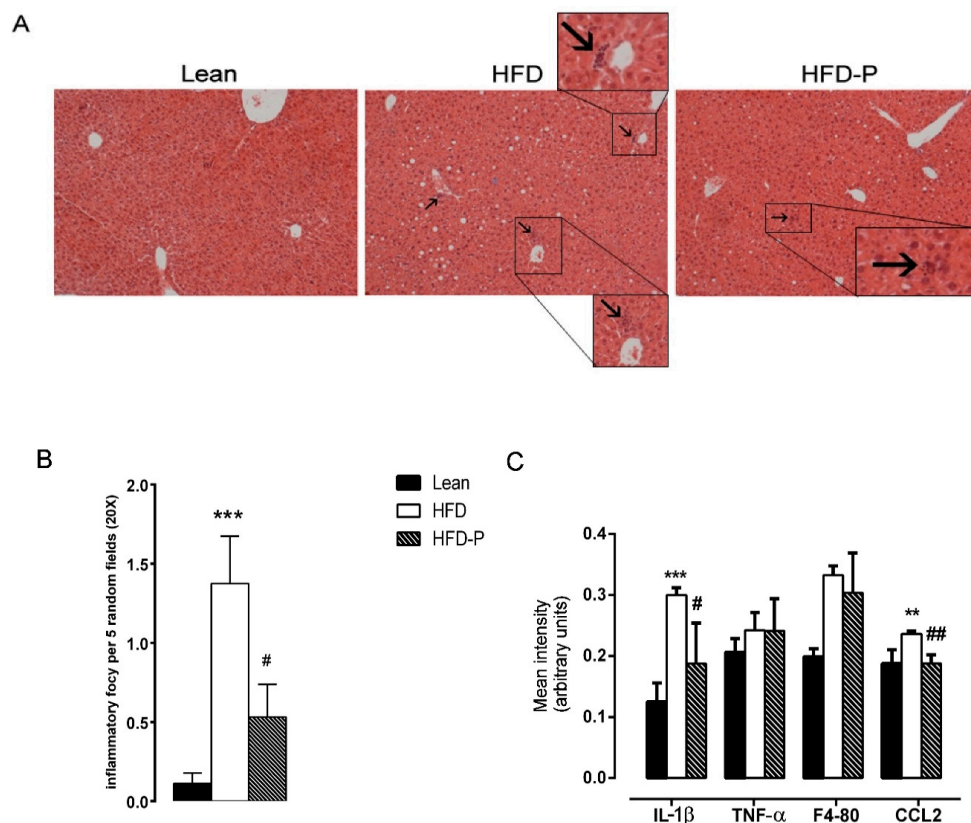 A
Lean
HFD
HFD-P
B
inflammatory focy per 5 random fields (20X)
2.0
1.5
1.0
0.5
0.0
***
#
Lean
HFD
HFD-P
C
Mean intensity
(arbitrary units)
0.4
0.3
0.2
0.1
0.0
***
#
**
##
IL-1β
TNF-α
F4-80
CCL2